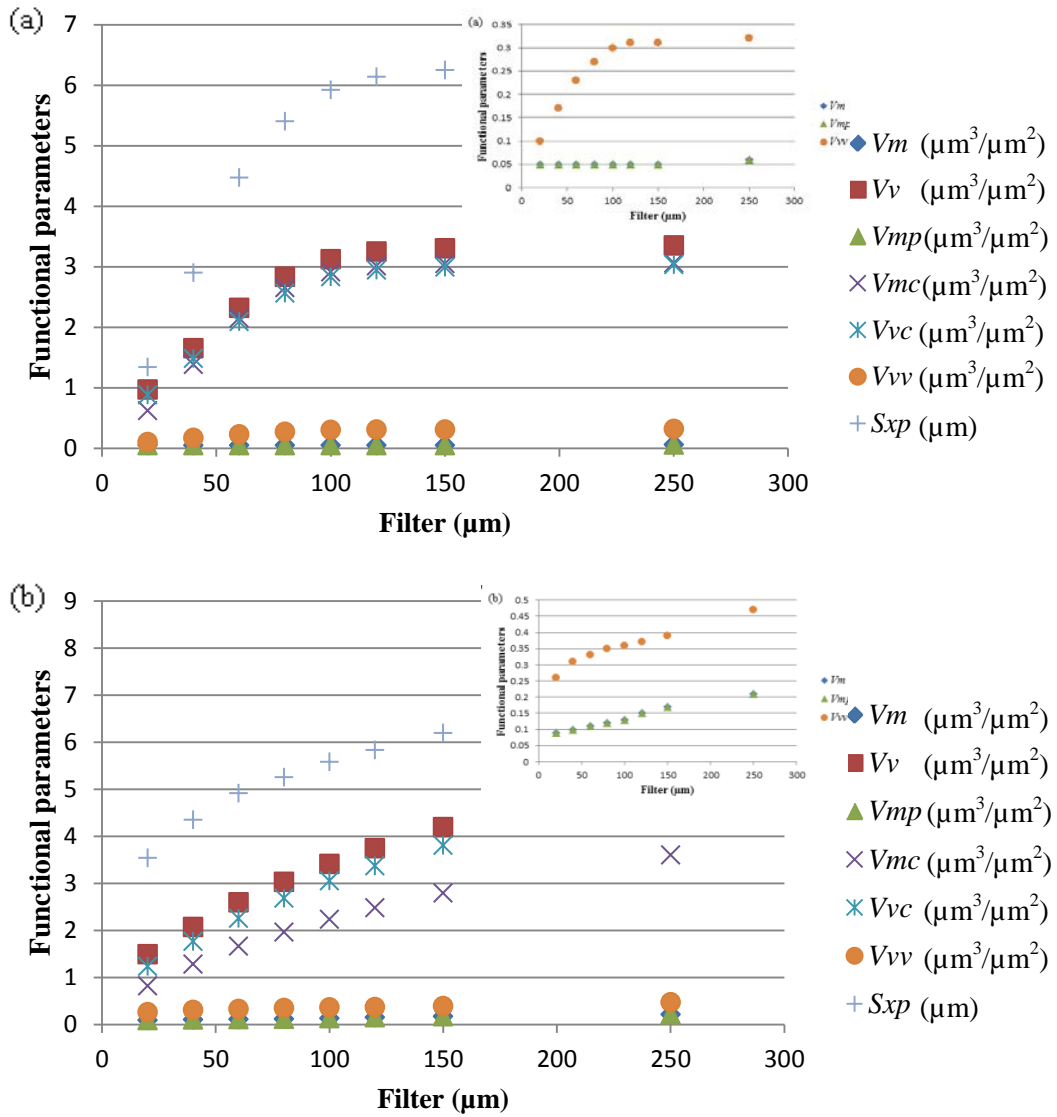 (a)
7
6
5
4
3
2
1
0
0 50 100 150 200 250 300
Functional parameters
Filter (µm)
(a)
0.35
0.3
0.25
0.2
0.15
0.1
0.05
0
0 50 100 150 200 250 300
Functional parameters
Filter (µm)
Vm
Vmp
Vvv
Vm (µm³/µm²)
Vv (µm³/µm²)
Vmp (µm³/µm²)
Vmc (µm³/µm²)
Vvc (µm³/µm²)
Vvv (µm³/µm²)
Sxp (µm)
(b)
9
8
7
6
5
4
3
2
1
0
0 50 100 150 200 250 300
Functional parameters
Filter (µm)
(b)
0.5
0.45
0.4
0.35
0.3
0.25
0.2
0.15
0.1
0.05
0
0 50 100 150 200 250 300
Functional parameters
Filter (µm)
Vm
Vvv
Vm (µm³/µm²)
Vv (µm³/µm²)
Vmp (µm³/µm²)
Vmc (µm³/µm²)
Vvc (µm³/µm²)
Vvv (µm³/µm²)
Sxp (µm)